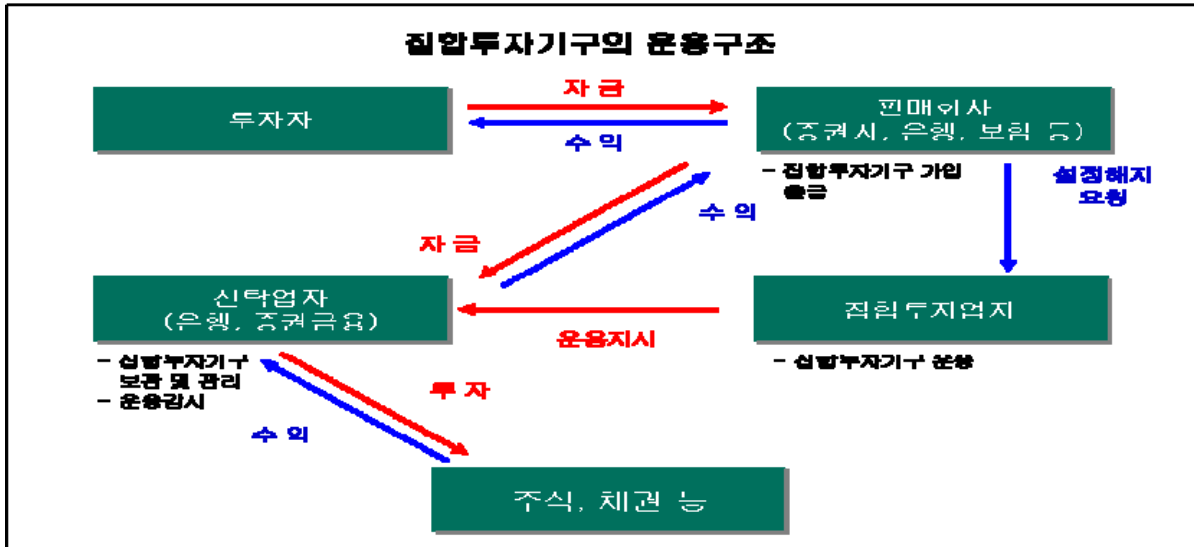 집합투자기구의 운용구조
자 금
투자자
판매회사
(증권사, 은행, 보험 등)
수 익
- 집합투자기구 가입
출금
설정해지
요청
수 익
자 금
신탁업자
(은행, 증권금융)
집합투자업자
운용지시
- 집합투자기구
보관 및 관리
- 운용감시
- 집합투자기구 운용
투 자
수 익
주식, 채권 등